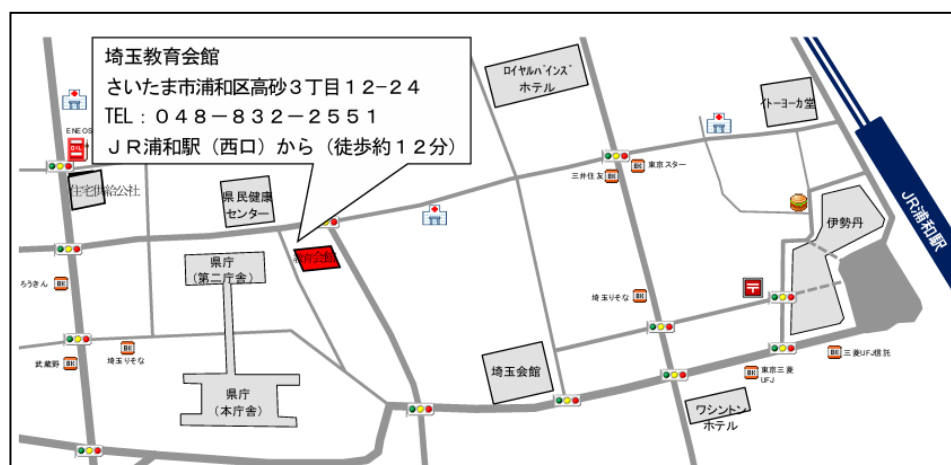 埼玉教育会館
さいたま市浦和区高砂3丁目12-24
TEL:048-832-2551
JR浦和駅(西口)から(徒歩約12分)
ロイヤルパインズ
ホテル
イトーヨーカ堂
ENEOS
OIL
東京スター
三井住友
JR浦和駅
住宅供給公社
県民健康
センター
伊勢丹
教育会館
県庁
(第二庁舎)
ろうきん
埼玉りそな
〒
武蔵野
埼玉りそな
埼玉会館
三菱UFJ信託
東京三菱
UFJ
県庁
(本庁舎)
ワシントン
ホテル